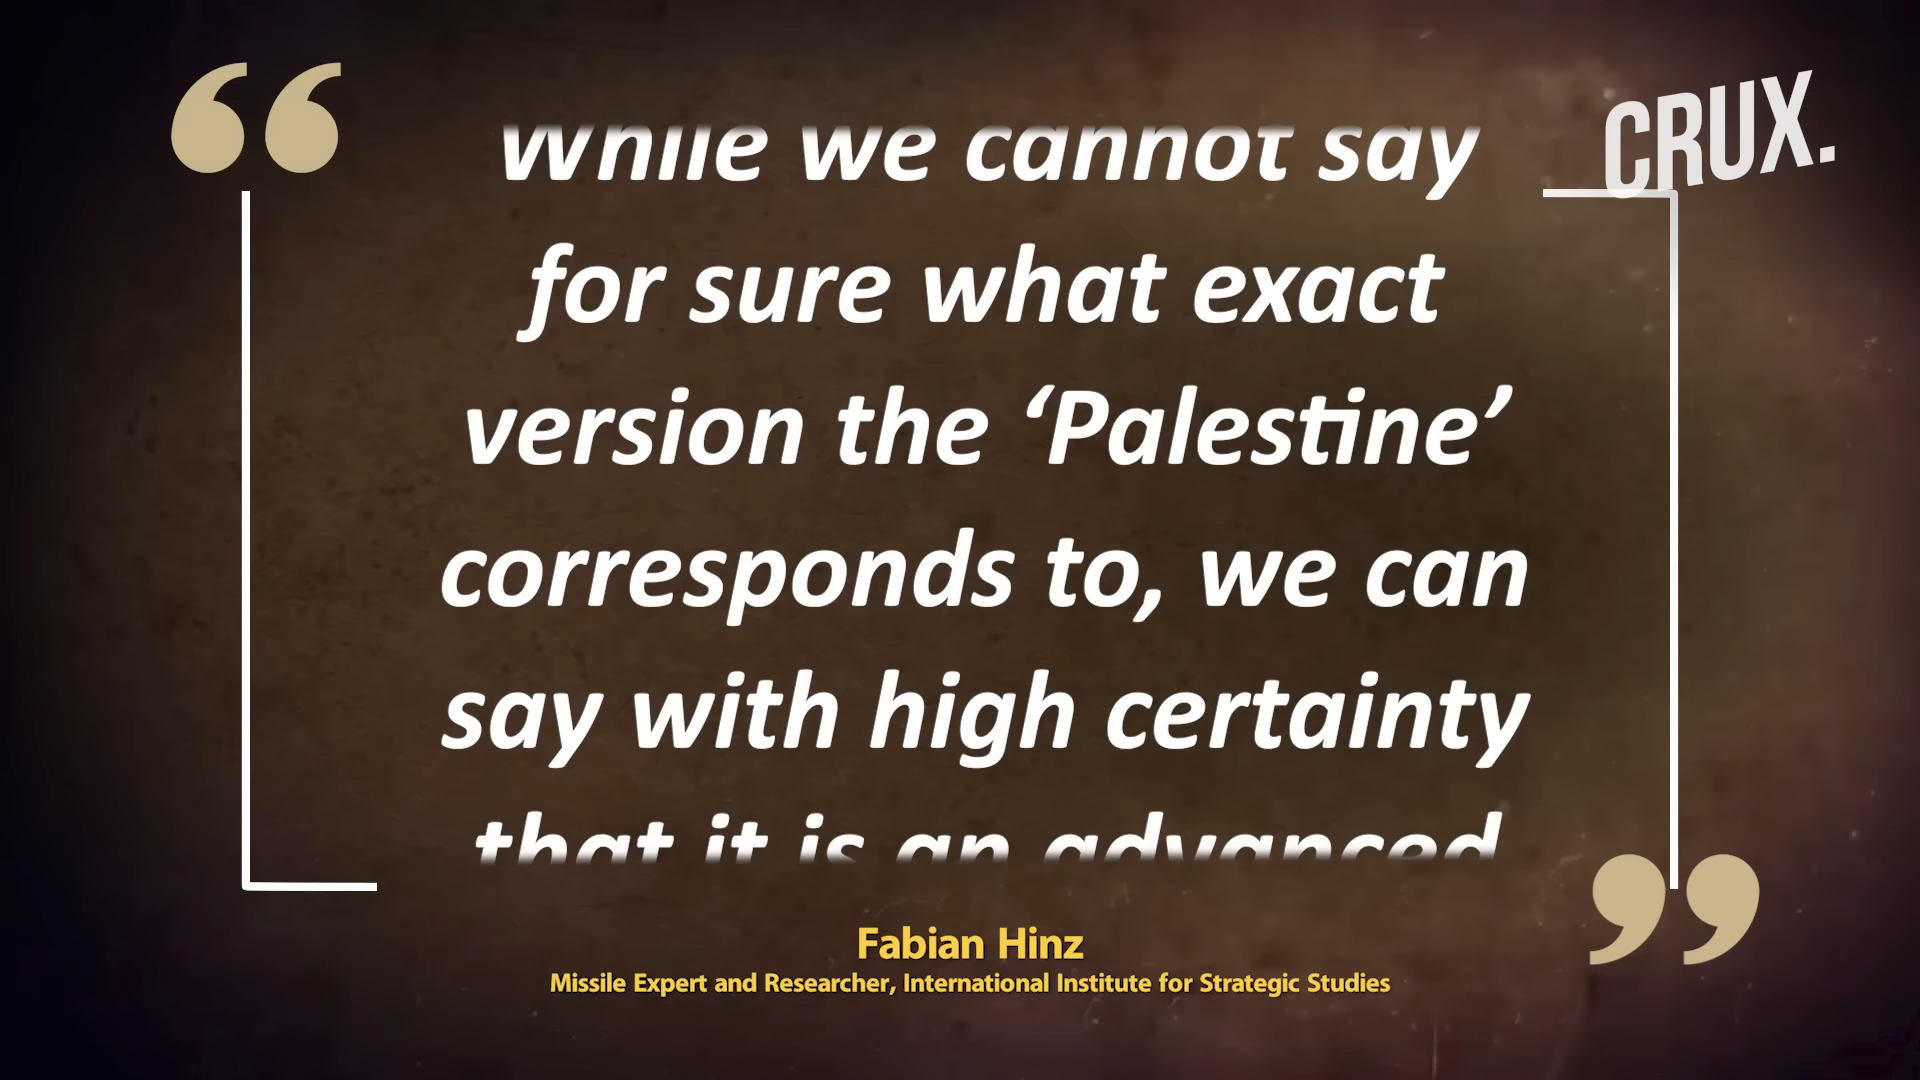 CRUX.
While we cannot say
for sure what exact
version the ‘Palestine’
corresponds to, we can
say with high certainty
that it is an advanced
Fabian Hinz
Missile Expert and Researcher, International Institute for Strategic Studies